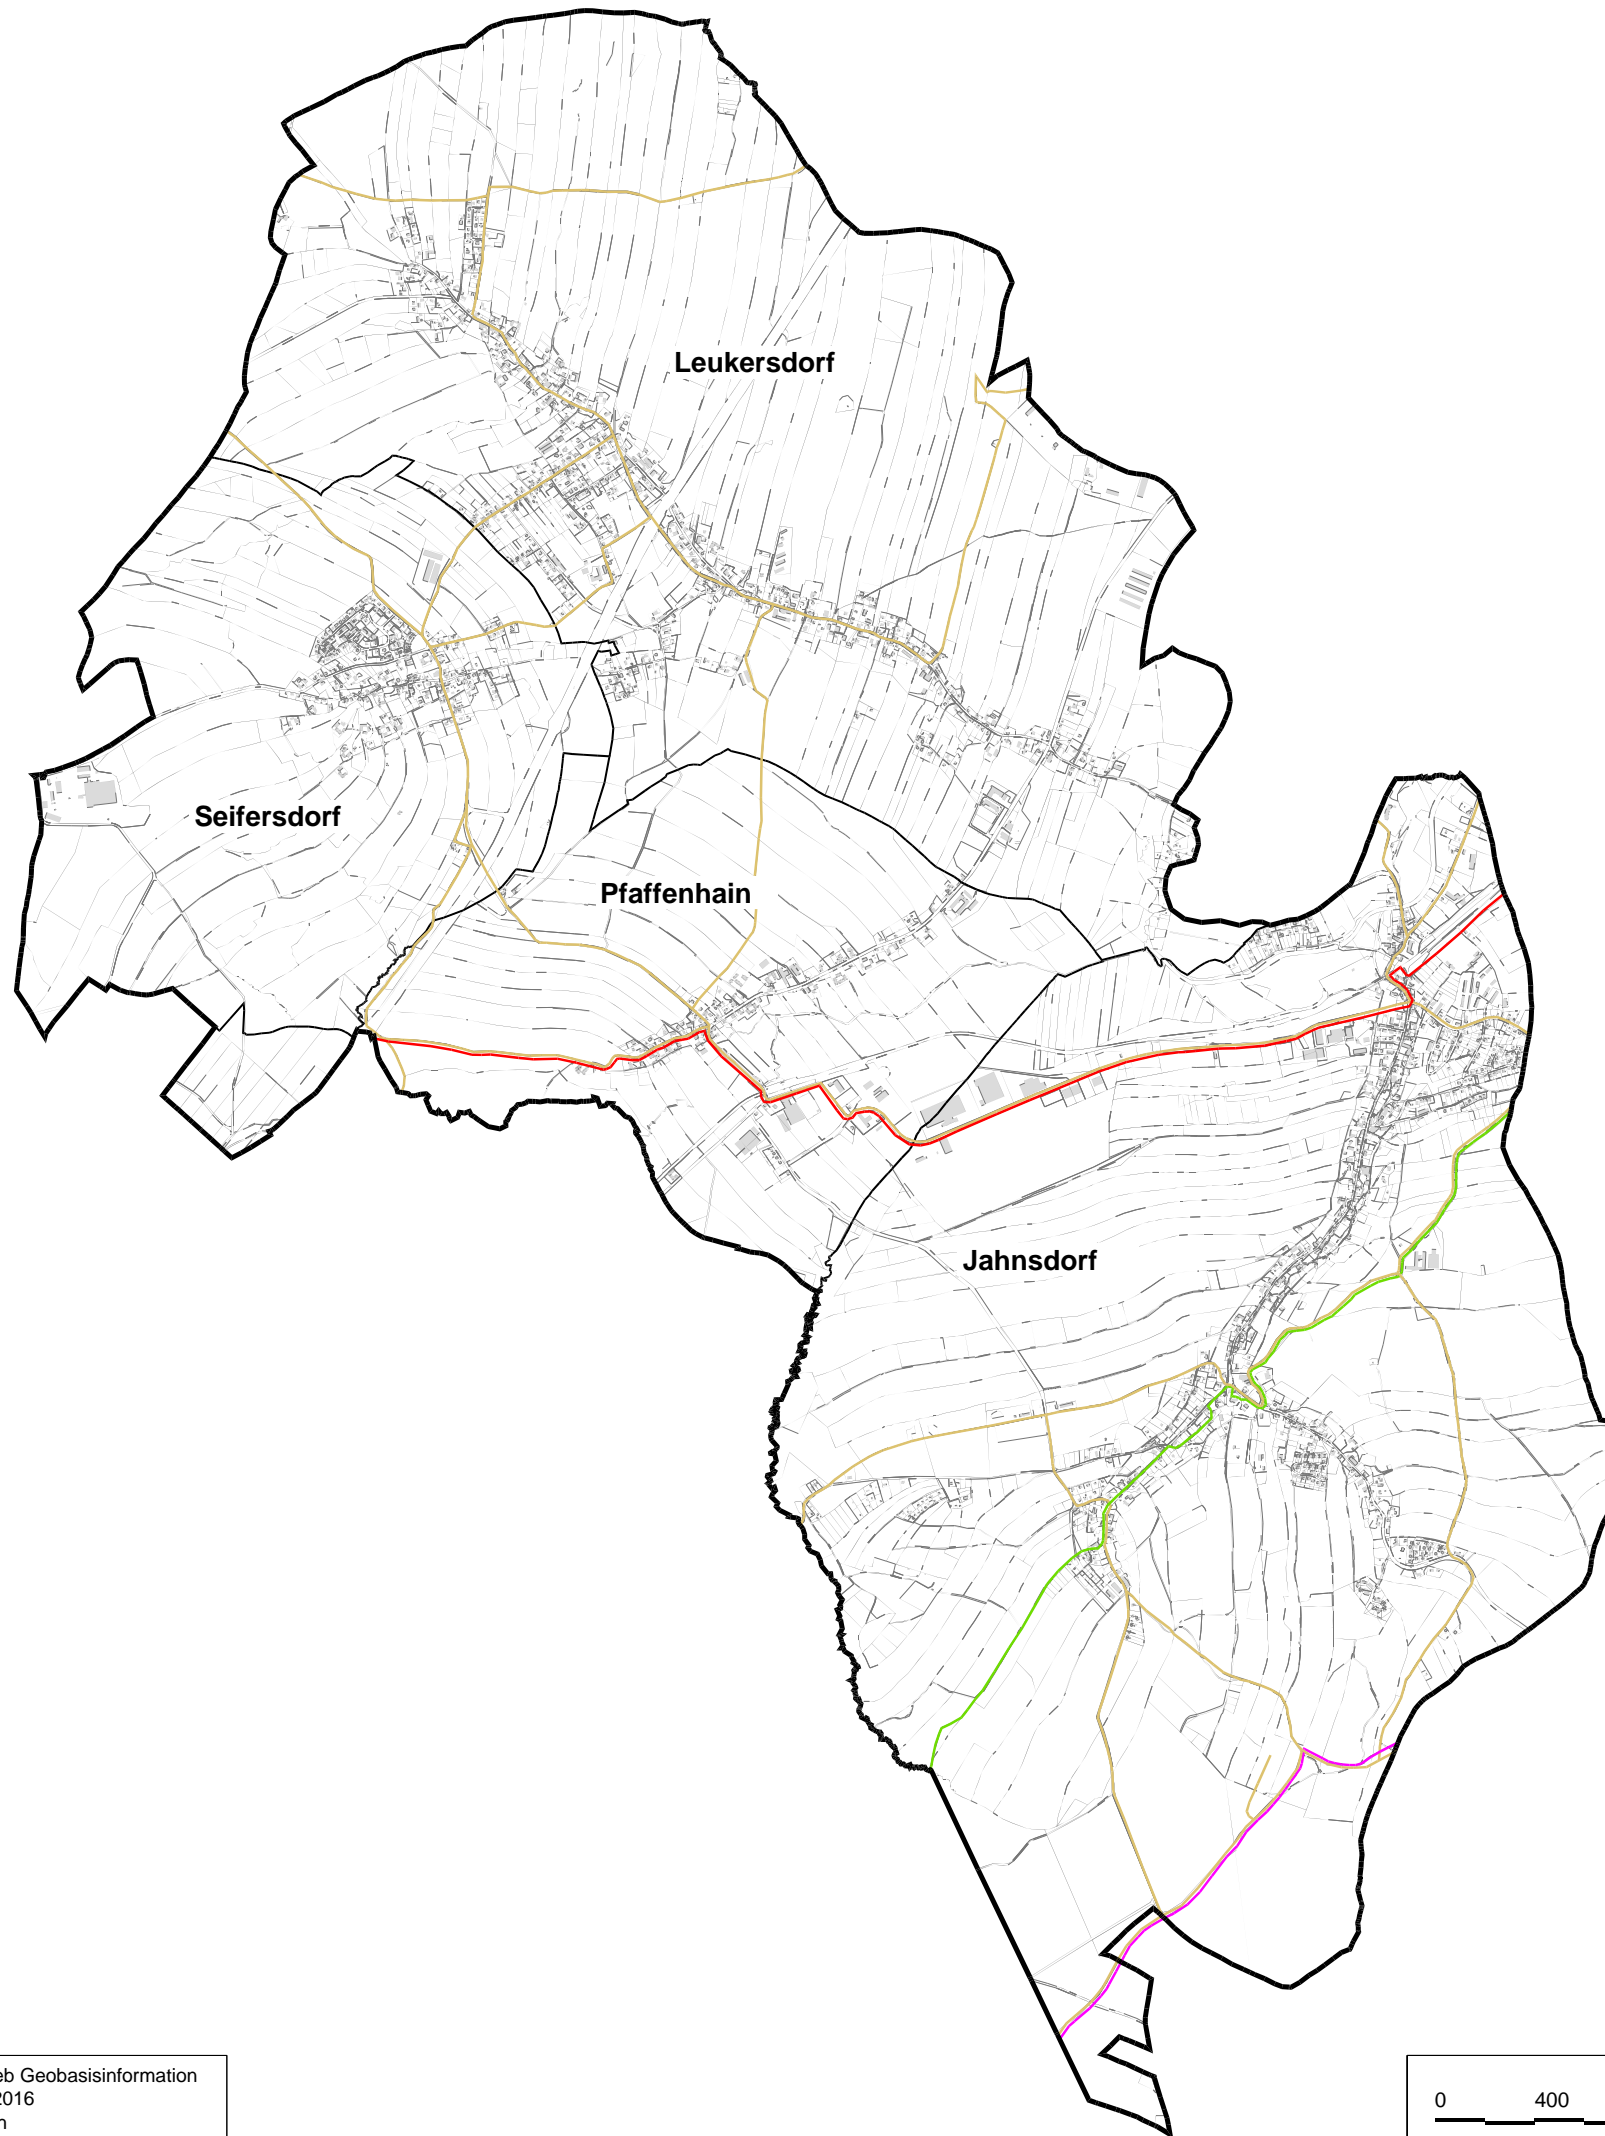 Leukersdorf
Seifersdorf
Pfaffenhain
Jahnsdorf
eb Geobasisinformation
2016
n
0 400